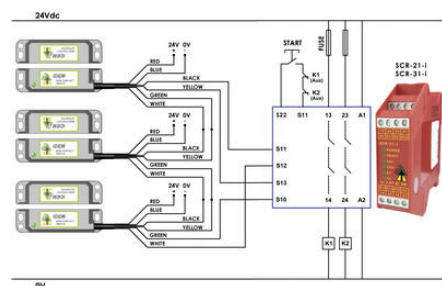 24Vdc
24V 0V
+ -
RED
BLUE
BLACK
YELLOW
GREEN
WHITE
24V 0V
+ -
RED
BLUE
BLACK
YELLOW
GREEN
WHITE
24V 0V
+ -
RED
BLUE
BLACK
YELLOW
GREEN
WHITE
START
K1
(Aux)
K2
(Aux)
FUSE
SCR-21-i
SCR-31-i
S22 S11 13 23 A1
S11
S12
S13
S10
14 24 A2
K1 K2
0V